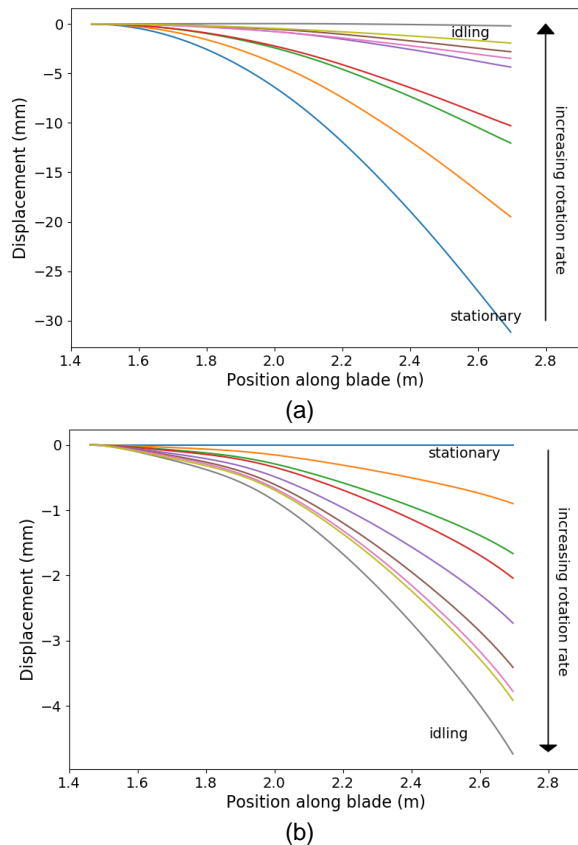 0
−5
−10
−15
−20
−25
−30
Displacement (mm)
idling
stationary
increasing rotation rate
1.4 1.6 1.8 2.0 2.2 2.4 2.6 2.8
Position along blade (m)
(a)
0
−1
−2
−3
−4
Displacement (mm)
stationary
idling
increasing rotation rate
1.4 1.6 1.8 2.0 2.2 2.4 2.6 2.8
Position along blade (m)
(b)